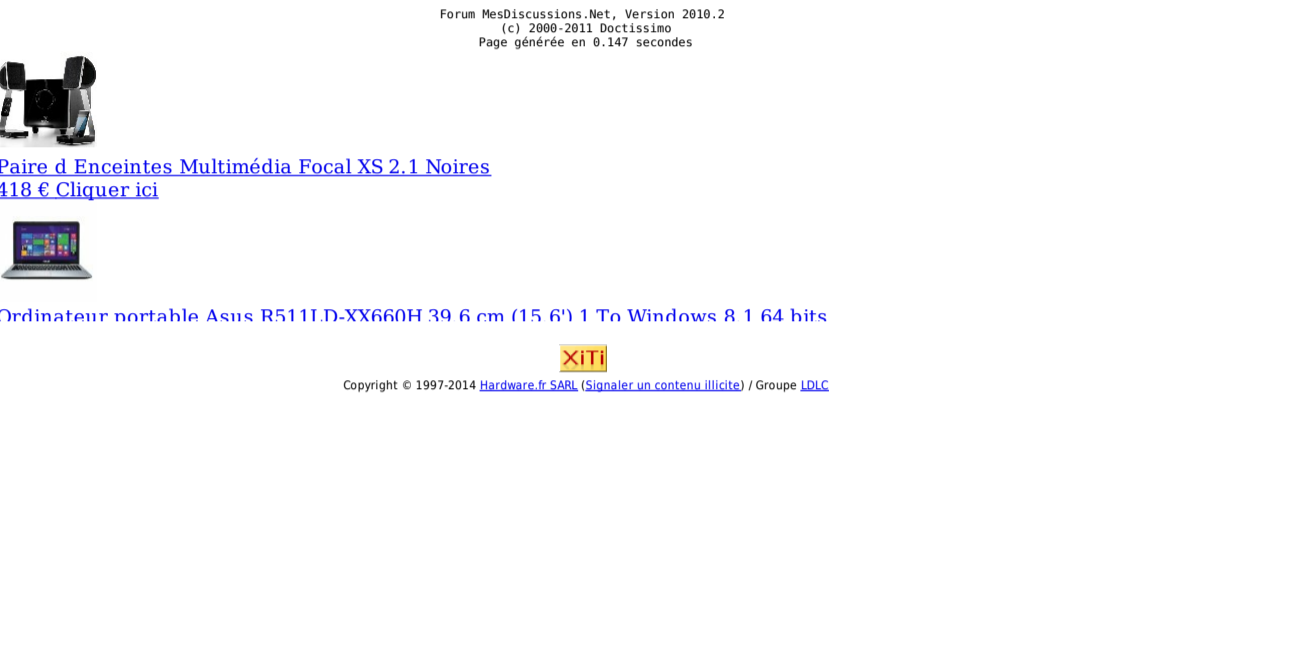 Forum MesDiscussions.Net, Version 2010.2
(c) 2000-2011 Doctissimo
Page générée en 0.147 secondes
Paire d Enceintes Multimédia Focal XS 2.1 Noires
418 € Cliquer ici
Ordinateur portable Asus R511LD-XX660H 39.6 cm (15.6') 1 To Windows 8.1 64 bits
XiTi
Copyright © 1997-2014 Hardware.fr SARL (Signaler un contenu illicite) / Groupe LDLC